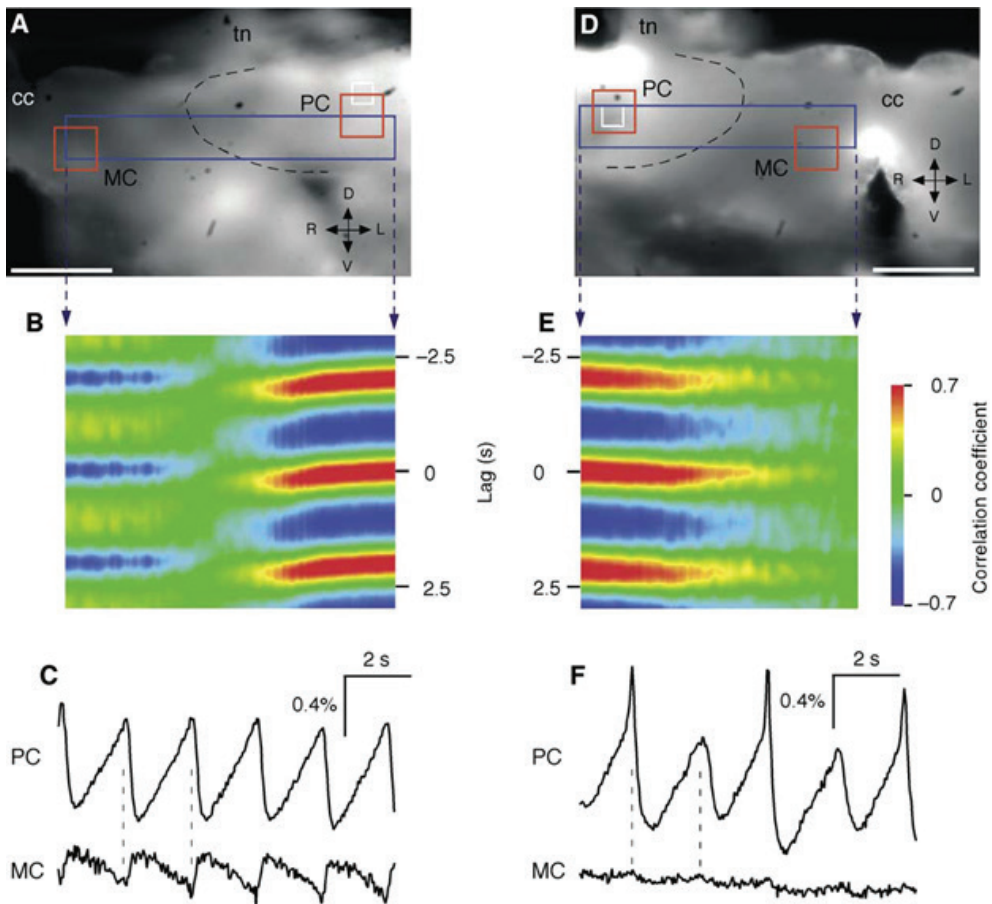 A
tn
cc
PC
MC
D
R L
V
D
tn
PC
cc
MC
D
R L
V
B
−2.5
0
2.5
Lag (s)
E
−2.5
0
2.5
0.7
0
−0.7
Correlation coefficient
C
2 s
0.4%
PC
MC
F
2 s
0.4%
PC
MC